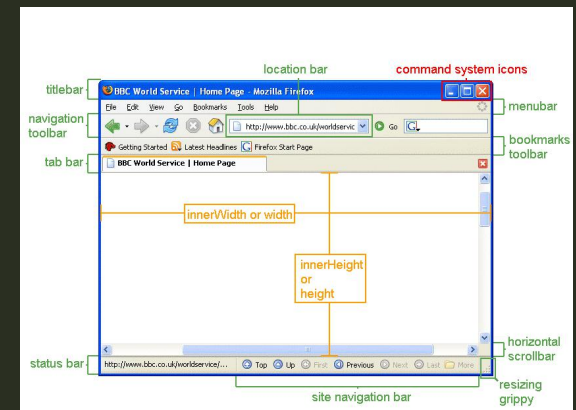 location bar
command system icons
titlebar
BBC World Service | Home Page - Mozilla Firefox
File Edit View Go Bookmarks Tools Help
menubar
navigation
toolbar
http://www.bbc.co.uk/worldservic
Go
G
bookmarks
toolbar
Getting Started Latest Headlines G Firefox Start Page
tab bar
BBC World Service | Home Page
innerWidth or width
innerHeight
or
height
horizontal
scrollbar
status bar
http://www.bbc.co.uk/worldservice/... Top Up First Previous Next Last More
site navigation bar
resizing
grippy